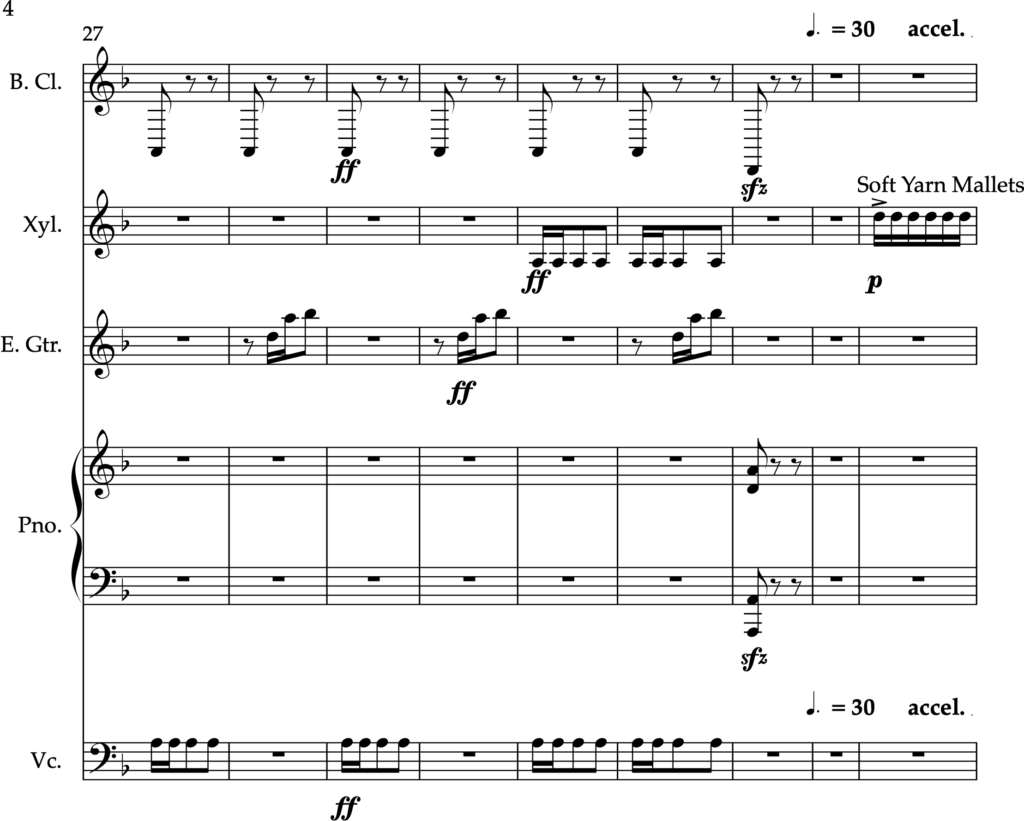 4
27
♩. = 30 accel.
B. Cl.
ff
sfz
Soft Yarn Mallets
Xyl.
ff
p
E. Gtr.
ff
Pno.
sfz
♩. = 30 accel.
Vc.
ff